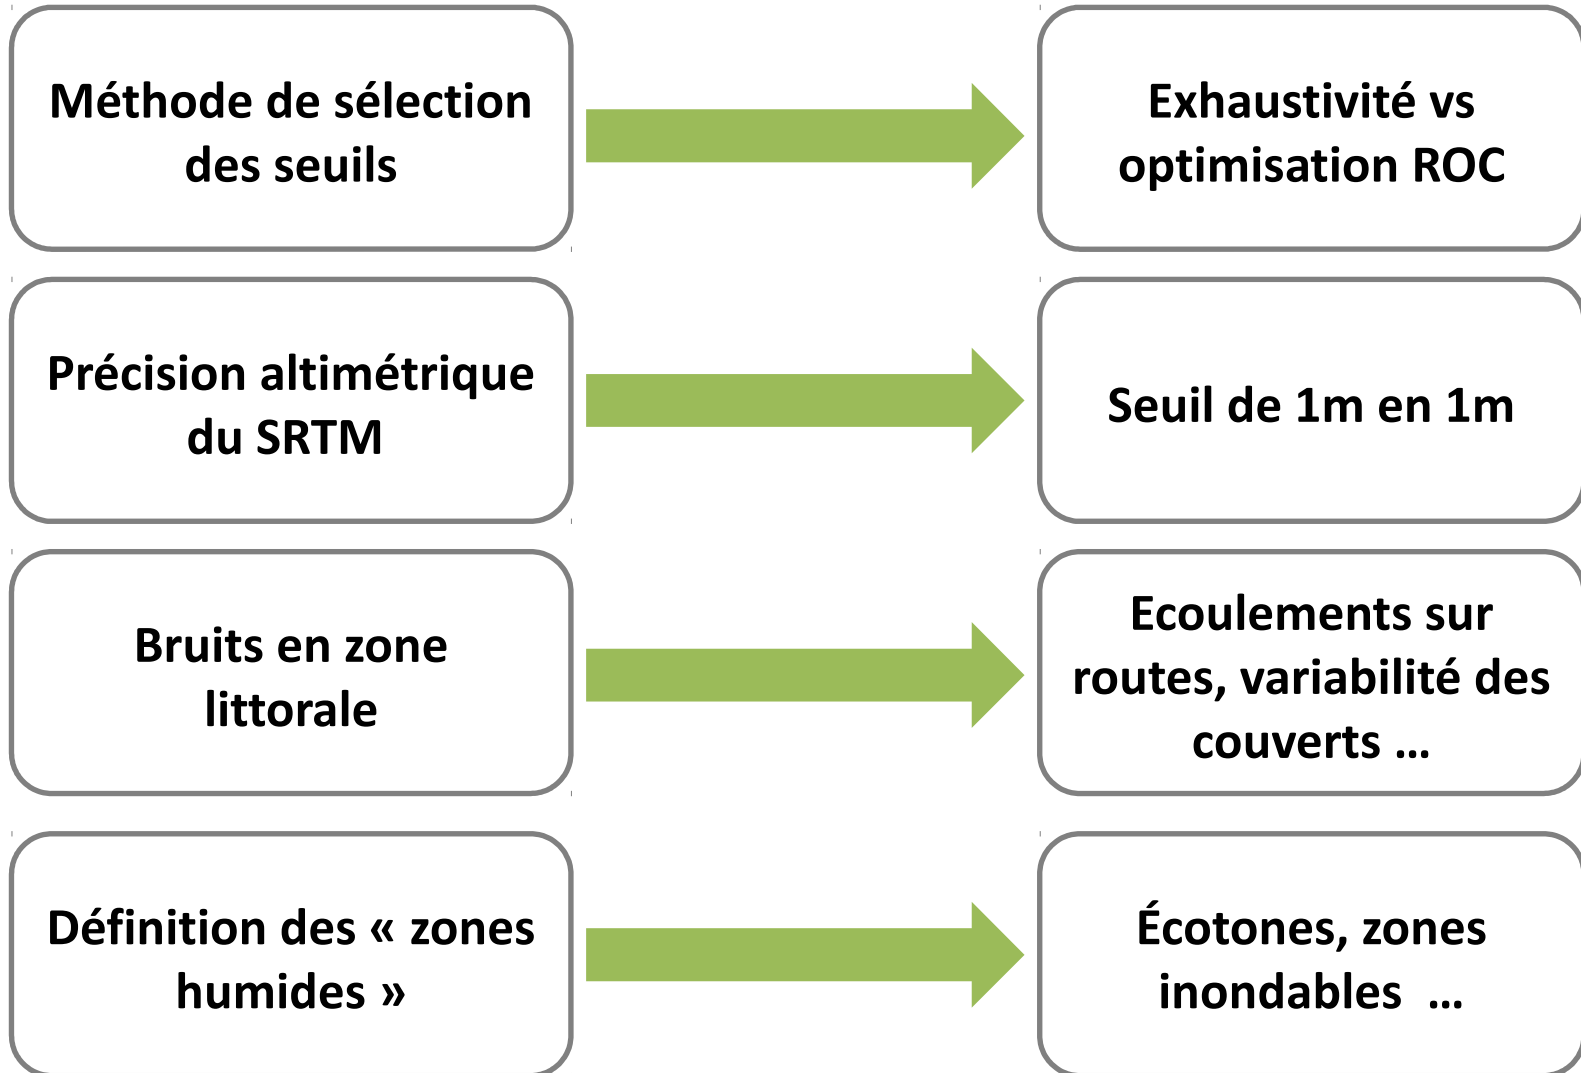 Méthode de sélection
des seuils
Exhaustivité vs
optimisation ROC
Précision altimétrique
du SRTM
Seuil de 1m en 1m
Bruits en zone
littorale
Ecoulements sur
routes, variabilité des
couverts ...
Définition des « zones
humides »
Écotones, zones
inondables ...